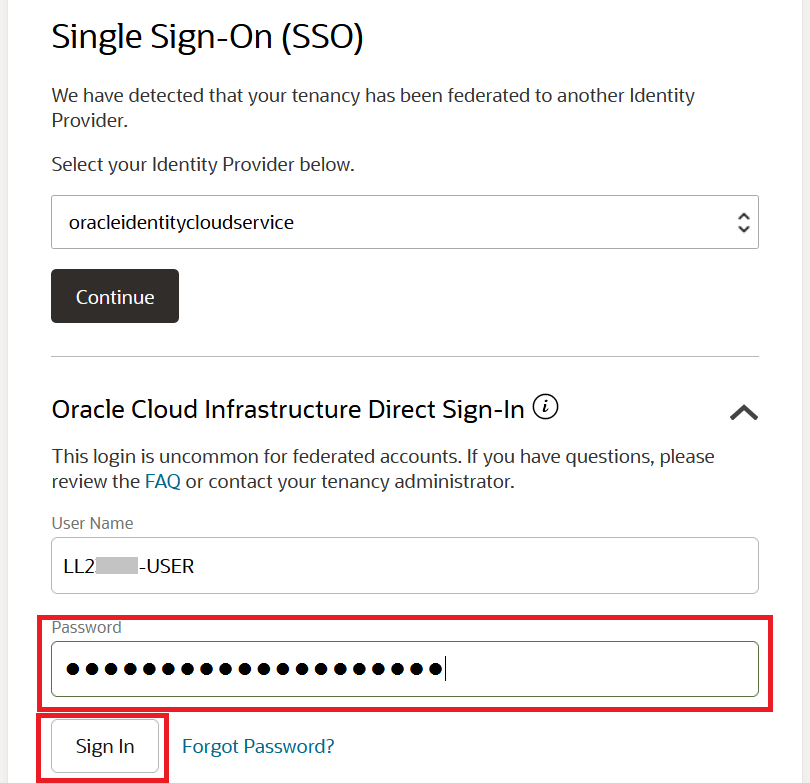 Single Sign-On (SSO)
We have detected that your tenancy has been federated to another Identity
Provider.
Select your Identity Provider below.
oracleidentitycloudservice
Continue
Oracle Cloud Infrastructure Direct Sign-In i
This login is uncommon for federated accounts. If you have questions, please
review the FAQ or contact your tenancy administrator.
User Name
LL2 -USER
Password
Sign In Forgot Password?